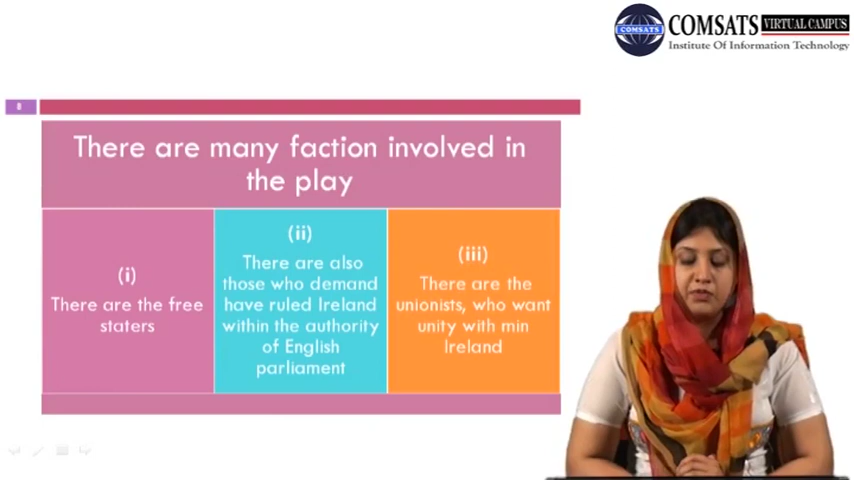 COMSATS
COMSATS VIRTUAL CAMPUS
Institute Of Information Technology
8
There are many faction involved in
the play
(i)
There are the free
staters
(ii)
There are also
those who demand
have ruled Ireland
within the authority
of English
parliament
(iii)
There are the
unionists, who want
unity with min
Ireland